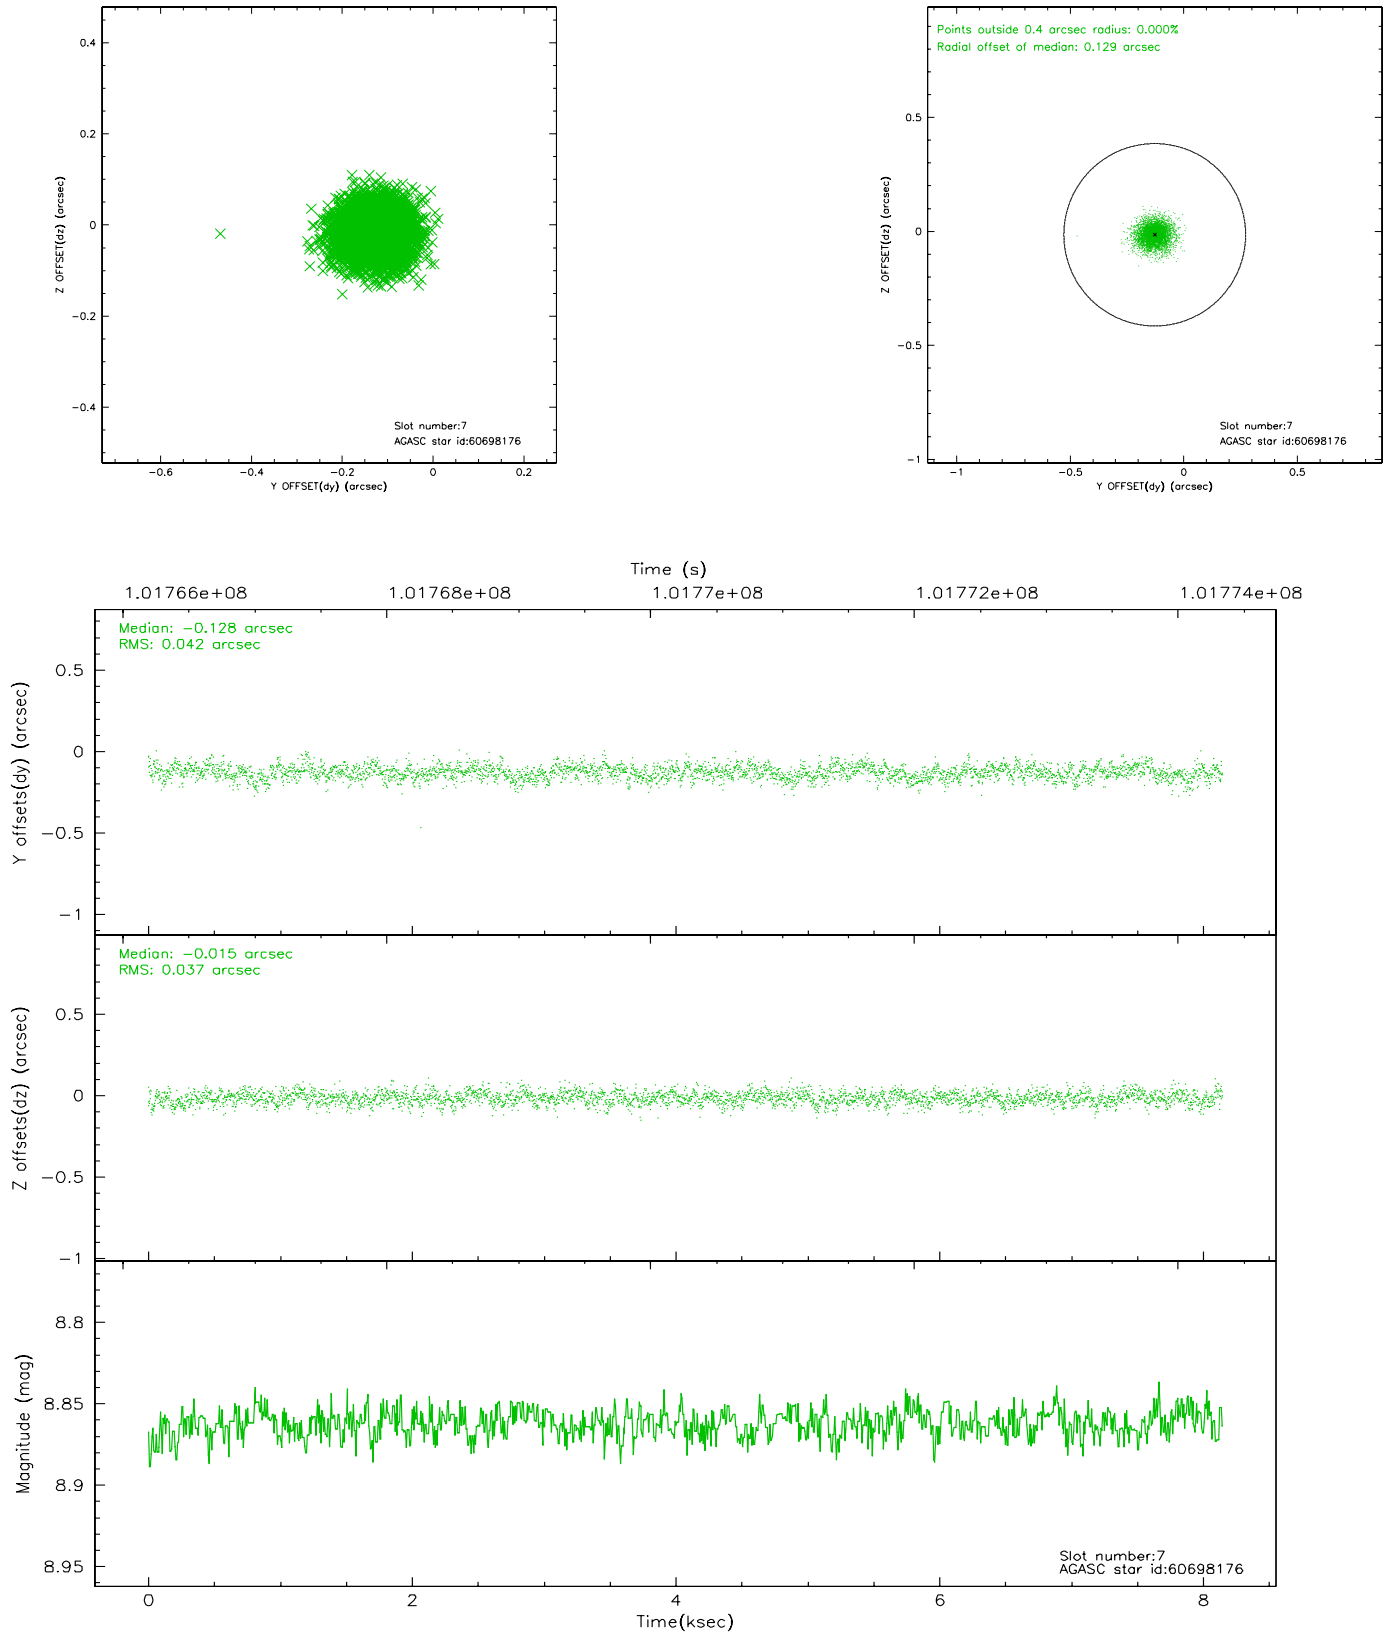 0.4
0.2
0
−0.2
−0.4
Z OFFSET(dz) (arcsec)
Slot number:7
AGASC star id:60698176
−0.6
−0.4
−0.2
0
0.2
Y OFFSET(dy) (arcsec)
Points outside 0.4 arcsec radius: 0.000%
Radial offset of median: 0.129 arcsec
0.5
0
−0.5
−1
Z OFFSET(dz) (arcsec)
Slot number:7
AGASC star id:60698176
−1
−0.5
0
0.5
Y OFFSET(dy) (arcsec)
Time (s)
1.01766e+08
1.01768e+08
1.0177e+08
1.01772e+08
1.01774e+08
Median: −0.128 arcsec
RMS: 0.042 arcsec
0.5
0
−0.5
−1
Y offsets(dy) (arcsec)
Median: −0.015 arcsec
RMS: 0.037 arcsec
0.5
0
−0.5
−1
Z offsets(dz) (arcsec)
8.8
8.85
8.9
8.95
Magnitude (mag)
Slot number:7
AGASC star id:60698176
0
2
4
6
8
Time(ksec)